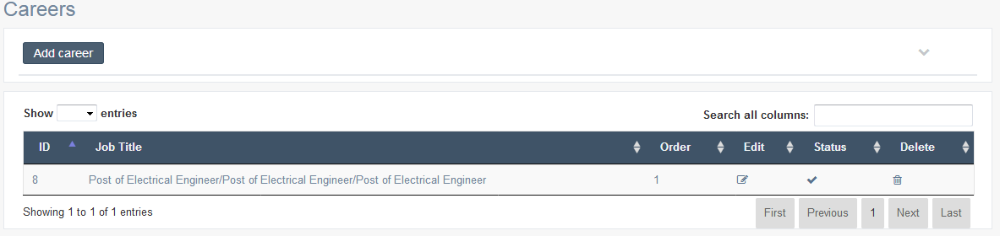 Careers
Add career
Show entries
Search all columns:
ID Job Title Order Edit Status Delete
8 Post of Electrical Engineer/Post of Electrical Engineer/Post of Electrical Engineer 1
Showing 1 to 1 of 1 entries
First Previous 1 Next Last